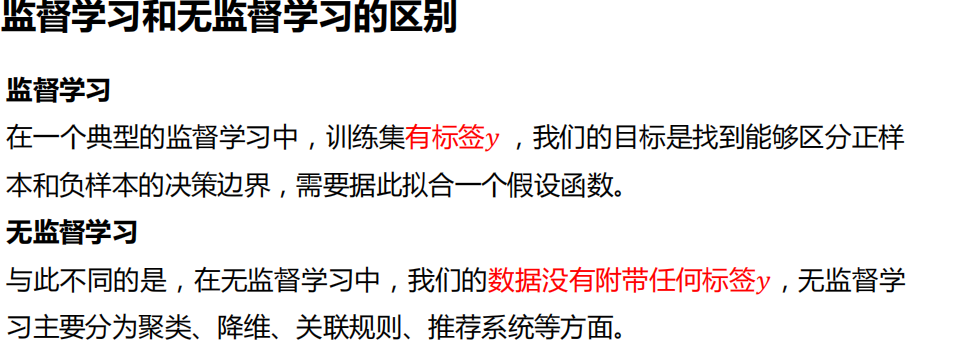 监督学习和无监督学习的区别
监督学习
在一个典型的监督学习中，训练集有标签y ，我们的目标是找到能够区分正样
本和负样本的决策边界，需要据此拟合一个假设函数。
无监督学习
与此不同的是，在无监督学习中，我们的数据没有附带任何标签y，无监督学
习主要分为聚类、降维、关联规则、推荐系统等方面。